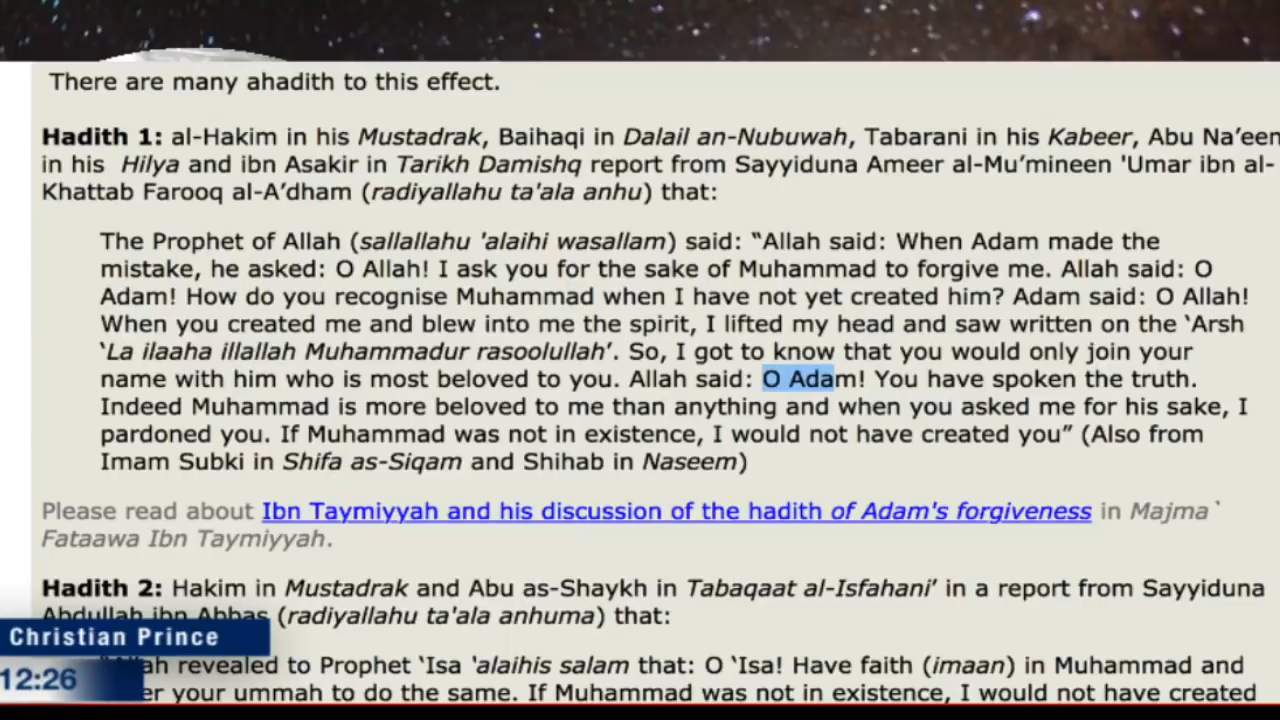 There are many ahadith to this effect.
Hadith 1: al-Hakim in his Mustadrak, Baihaqi in Dalail an-Nubuwah, Tabarani in his Kabeer, Abu Na’een
in his Hilya and ibn Asakir in Tarikh Damishq report from Sayyiduna Ameer al-Mu’mineen 'Umar ibn al-
Khattab Farooq al-A’dham (radiyallahu ta'ala anhu) that:
The Prophet of Allah (sallallahu 'alaihi wasallam) said: “Allah said: When Adam made the
mistake, he asked: O Allah! I ask you for the sake of Muhammad to forgive me. Allah said: O
Adam! How do you recognise Muhammad when I have not yet created him? Adam said: O Allah!
When you created me and blew into me the spirit, I lifted my head and saw written on the ‘Arsh
‘La ilaaha illallah Muhammadur rasoolullah’. So, I got to know that you would only join your
name with him who is most beloved to you. Allah said: O Adam! You have spoken the truth.
Indeed Muhammad is more beloved to me than anything and when you asked me for his sake, I
pardoned you. If Muhammad was not in existence, I would not have created you” (Also from
Imam Subki in Shifa as-Siqam and Shihab in Naseem)
Please read about Ibn Taymiyyah and his discussion of the hadith of Adam's forgiveness in Majma`
Fataawa Ibn Taymiyyah.
Hadith 2: Hakim in Mustadrak and Abu as-Shaykh in Tabaqaat al-Isfahani’ in a report from Sayyiduna
Abdullah ibn Abbas (radiyallahu ta'ala anhuma) that:
revealed to Prophet ‘Isa 'alaihis salam that: O ‘Isa! Have faith (imaan) in Muhammad and
your ummah to do the same. If Muhammad was not in existence, I would not have created
Christian Prince
12:26